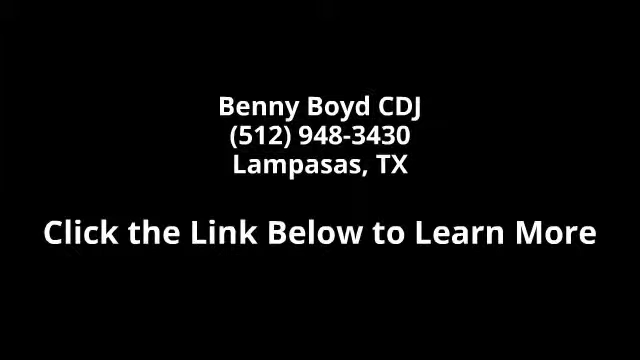 Benny Boyd CDJ
(512) 948-3430
Lampasas, TX
Click the Link Below to Learn More